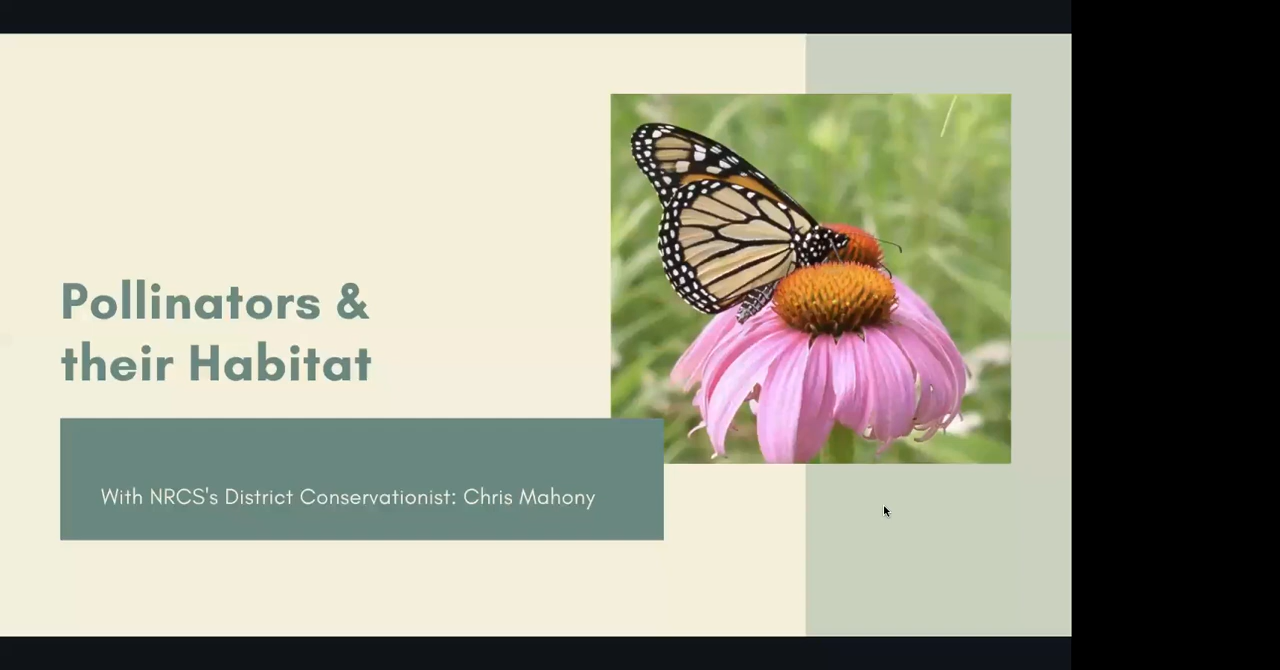 Pollinators &
their Habitat
With NRCS's District Conservationist: Chris Mahony